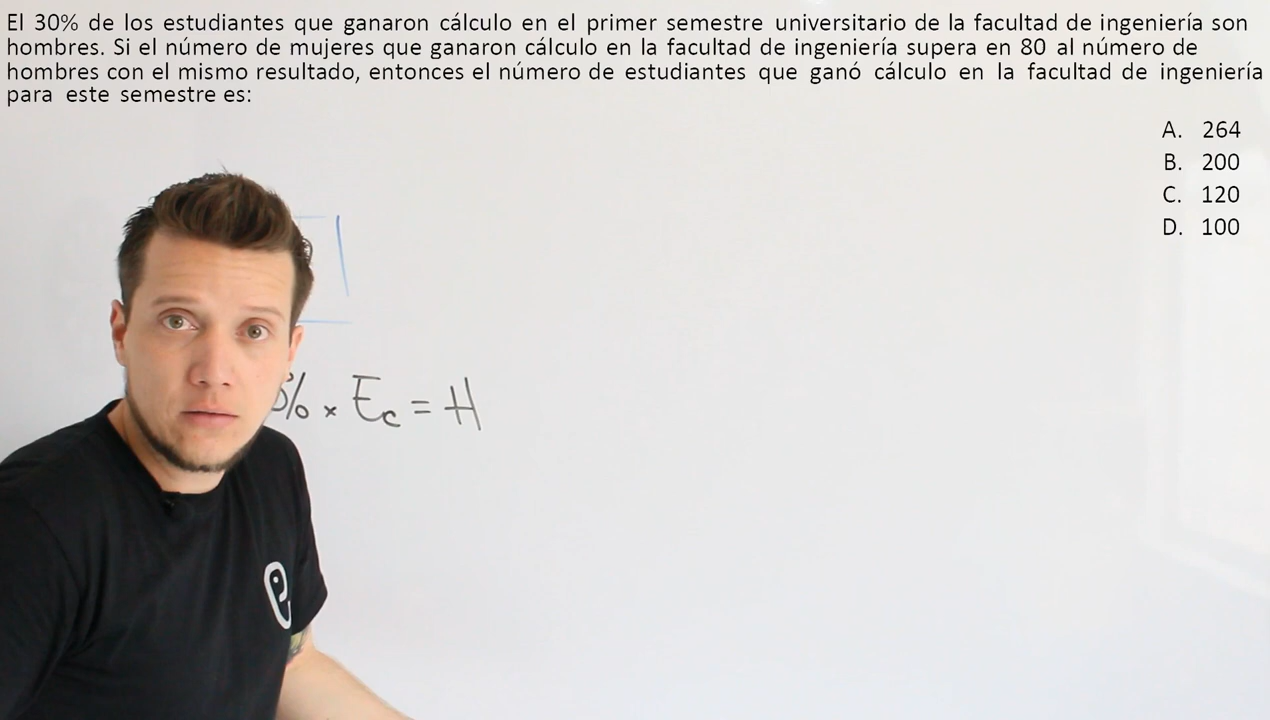 El 30% de los estudiantes que ganaron cálculo en el primer semestre universitario de la facultad de ingeniería son
hombres. Si el número de mujeres que ganaron cálculo en la facultad de ingeniería supera en 80 al número de
hombres con el mismo resultado, entonces el número de estudiantes que ganó cálculo en la facultad de ingeniería
para este semestre es:
A. 264
B. 200
C. 120
D. 100
% × Ec = H